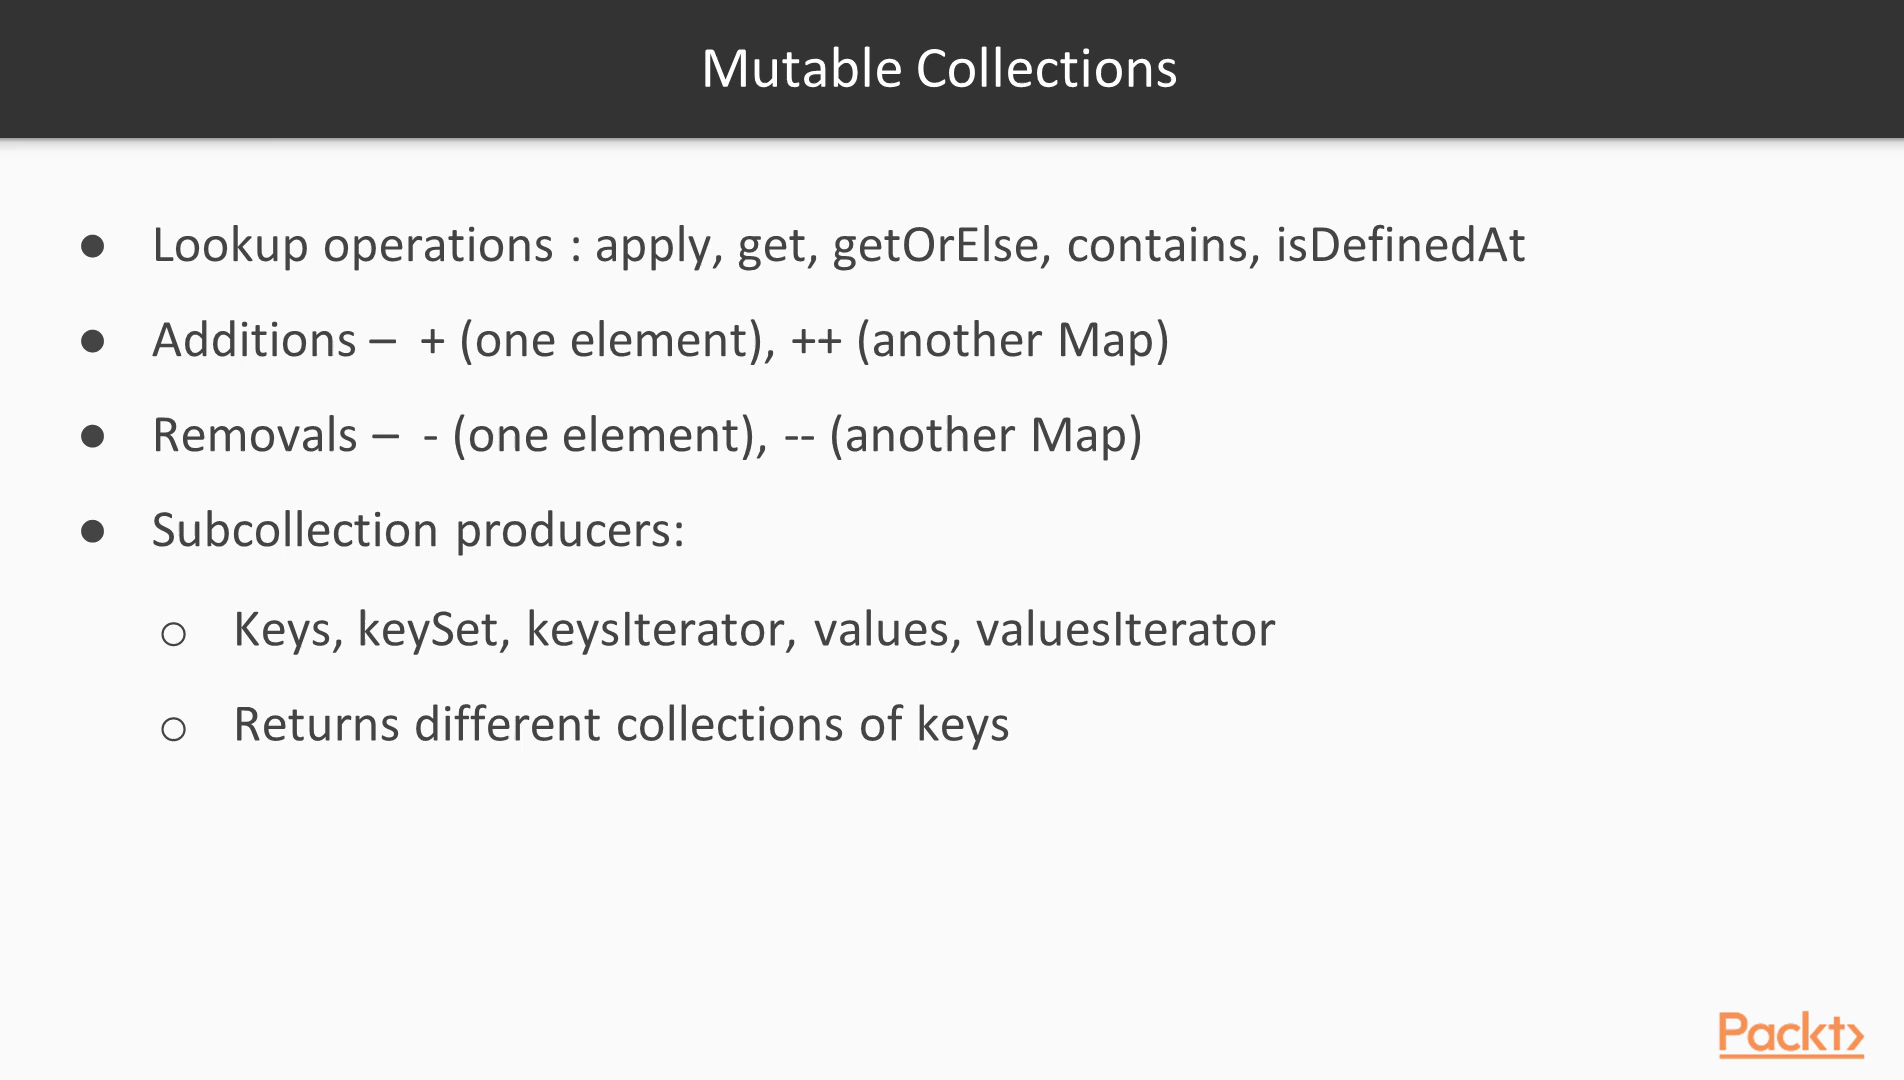 Mutable Collections
● Lookup operations : apply, get, getOrElse, contains, isDefinedAt
● Additions – + (one element), ++ (another Map)
● Removals – - (one element), -- (another Map)
● Subcollection producers:
○ Keys, keySet, keysIterator, values, valuesIterator
○ Returns different collections of keys
Packt>